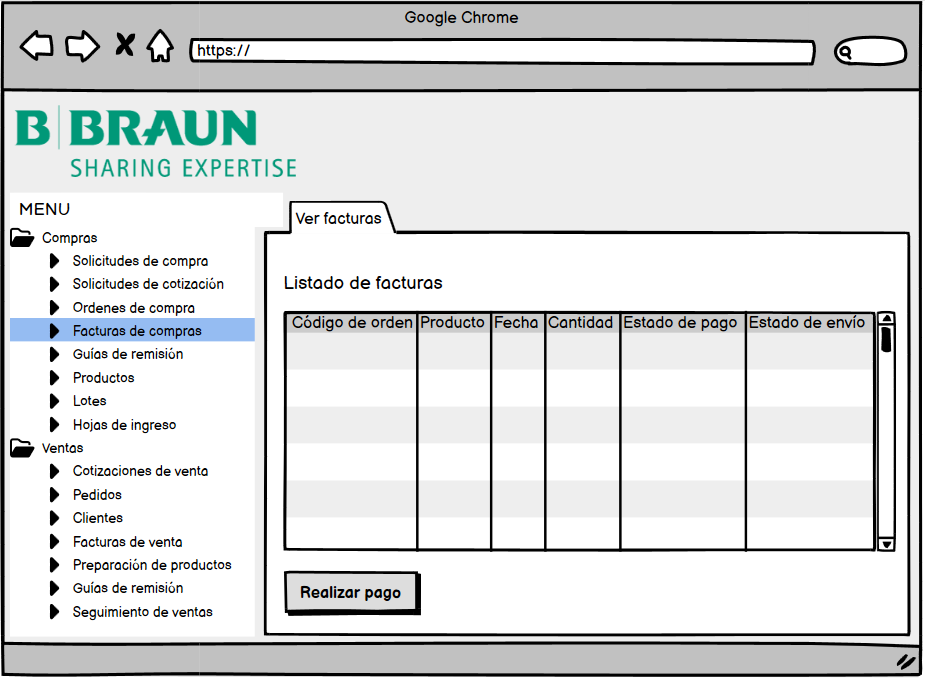 Google Chrome
https://
B BRAUN
SHARING EXPERTISE
MENU
Compras
Solicitudes de compra
Solicitudes de cotización
Ordenes de compra
Facturas de compras
Guías de remisión
Productos
Lotes
Hojas de ingreso
Ventas
Cotizaciones de venta
Pedidos
Clientes
Facturas de venta
Preparación de productos
Guías de remisión
Seguimiento de ventas
Ver facturas
Listado de facturas
Código de orden Producto Fecha Cantidad Estado de pago Estado de envío
Realizar pago